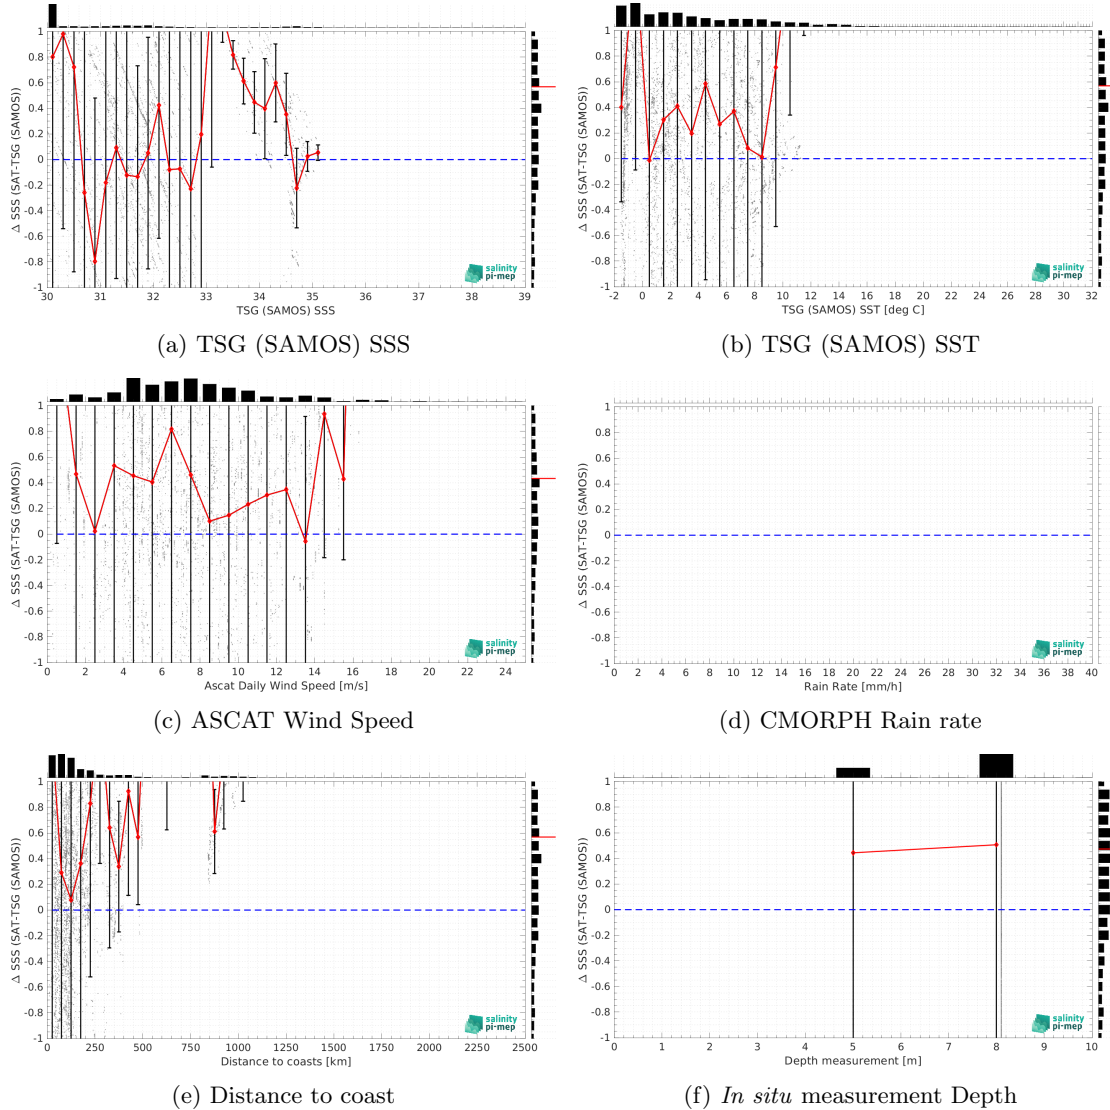 1
0.8
0.6
0.4
0.2
0
-0.2
-0.4
-0.6
-0.8
-1
Δ SSS (SAT-TSG (SAMOS))
30 31 32 33 34 35 36 37 38 39
TSG (SAMOS) SSS
salinity
pi-mep
(a) TSG (SAMOS) SSS
1
0.8
0.6
0.4
0.2
0
-0.2
-0.4
-0.6
-0.8
-1
Δ SSS (SAT-TSG (SAMOS))
-2 0 2 4 6 8 10 12 14 16 18 20 22 24 26 28 30 32
TSG (SAMOS) SST [deg C]
salinity
pi-mep
(b) TSG (SAMOS) SST
1
0.8
0.6
0.4
0.2
0
-0.2
-0.4
-0.6
-0.8
-1
Δ SSS (SAT-TSG (SAMOS))
0 2 4 6 8 10 12 14 16 18 20 22 24
Ascat Daily Wind Speed [m/s]
salinity
pi-mep
(c) ASCAT Wind Speed
1
0.8
0.6
0.4
0.2
0
-0.2
-0.4
-0.6
-0.8
-1
Δ SSS (SAT-TSG (SAMOS))
0 2 4 6 8 10 12 14 16 18 20 22 24 26 28 30 32 34 36 38 40
Rain Rate [mm/h]
salinity
pi-mep
(d) CMORPH Rain rate
1
0.8
0.6
0.4
0.2
0
-0.2
-0.4
-0.6
-0.8
-1
Δ SSS (SAT-TSG (SAMOS))
0 250 500 750 1000 1250 1500 1750 2000 2250 2500
Distance to coasts [km]
salinity
pi-mep
(e) Distance to coast
1
0.8
0.6
0.4
0.2
0
-0.2
-0.4
-0.6
-0.8
-1
Δ SSS (SAT-TSG (SAMOS))
0 1 2 3 4 5 6 7 8 9 10
Depth measurement [m]
salinity
pi-mep
(f) In situ measurement Depth